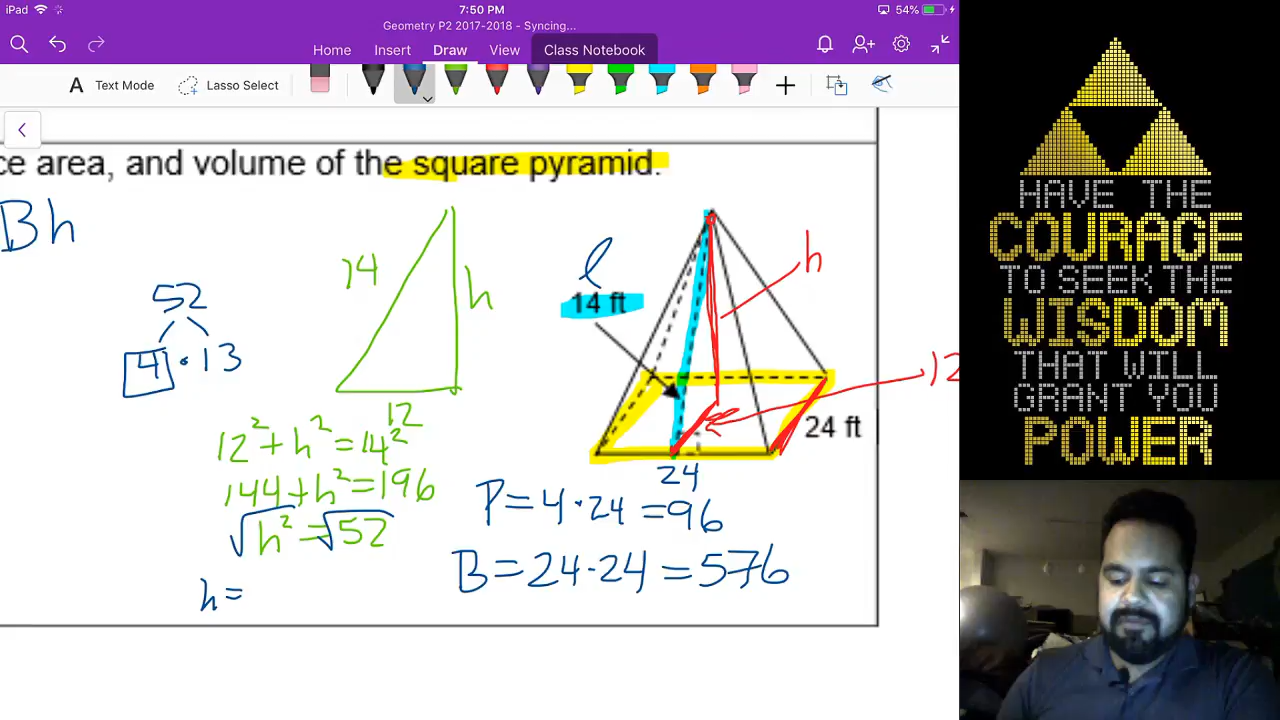 iPad 7:50 PM 54%
Geometry P2 2017-2018 - Syncing...
Home Insert Draw View Class Notebook
A Text Mode Lasso Select
ce area, and volume of the square pyramid.
Bh
52
4 · 13
14
h
12
12² + h² = 14²
144 + h² = 196
√h² = √52
h =
l
14 ft
h
12
24 ft
24
P = 4 · 24 = 96
B = 24 · 24 = 576
HAVE THE
COURAGE
TO SEEK THE
WISDOM
THAT WILL
GRANT YOU
POWER